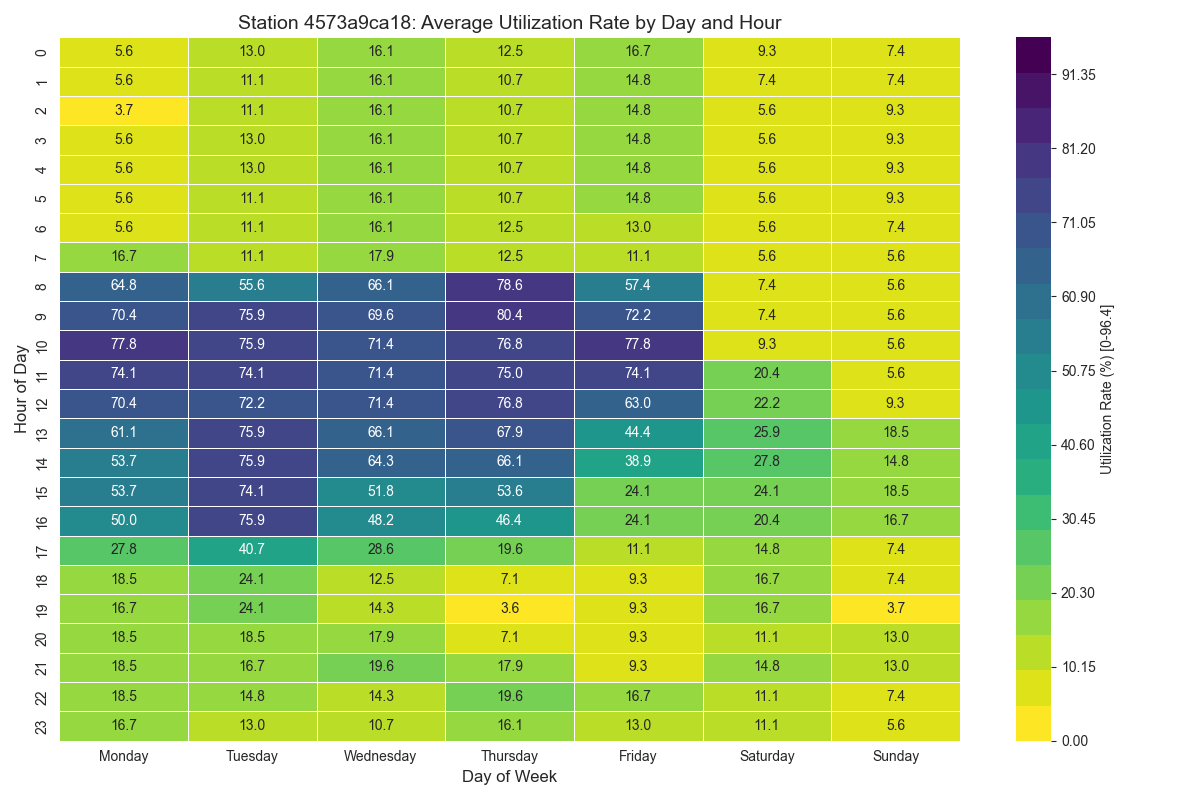 Station 4573a9ca18: Average Utilization Rate by Day and Hour
0 5.6 13.0 16.1 12.5 16.7 9.3 7.4
1 5.6 11.1 16.1 10.7 14.8 7.4 7.4
2 3.7 11.1 16.1 10.7 14.8 5.6 9.3
3 5.6 13.0 16.1 10.7 14.8 5.6 9.3
4 5.6 13.0 16.1 10.7 14.8 5.6 9.3
5 5.6 11.1 16.1 10.7 14.8 5.6 9.3
6 5.6 11.1 16.1 12.5 13.0 5.6 7.4
7 16.7 11.1 17.9 12.5 11.1 5.6 5.6
8 64.8 55.6 66.1 78.6 57.4 7.4 5.6
9 70.4 75.9 69.6 80.4 72.2 7.4 5.6
10 77.8 75.9 71.4 76.8 77.8 9.3 5.6
11 74.1 74.1 71.4 75.0 74.1 20.4 5.6
12 70.4 72.2 71.4 76.8 63.0 22.2 9.3
13 61.1 75.9 66.1 67.9 44.4 25.9 18.5
14 53.7 75.9 64.3 66.1 38.9 27.8 14.8
15 53.7 74.1 51.8 53.6 24.1 24.1 18.5
16 50.0 75.9 48.2 46.4 24.1 20.4 16.7
17 27.8 40.7 28.6 19.6 11.1 14.8 7.4
18 18.5 24.1 12.5 7.1 9.3 16.7 7.4
19 16.7 24.1 14.3 3.6 9.3 16.7 3.7
20 18.5 18.5 17.9 7.1 9.3 11.1 13.0
21 18.5 16.7 19.6 17.9 9.3 14.8 13.0
22 18.5 14.8 14.3 19.6 16.7 11.1 7.4
23 16.7 13.0 10.7 16.1 13.0 11.1 5.6
Monday Tuesday Wednesday Thursday Friday Saturday Sunday
Day of Week
Hour of Day
91.35
81.20
71.05
60.90
50.75
40.60
30.45
20.30
10.15
0.00
Utilization Rate (%) [0-96.4]